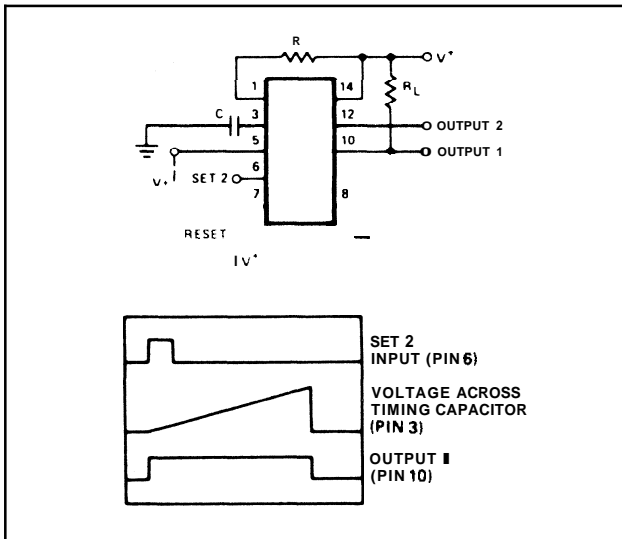 R
V+
1
14
RL
C
3
12
OUTPUT 2
5
10
OUTPUT 1
6
V+
SET 2
7
8
RESET
V+
SET 2
INPUT (PIN 6)
VOLTAGE ACROSS
TIMING CAPACITOR
(PIN 3)
OUTPUT
(PIN 10)